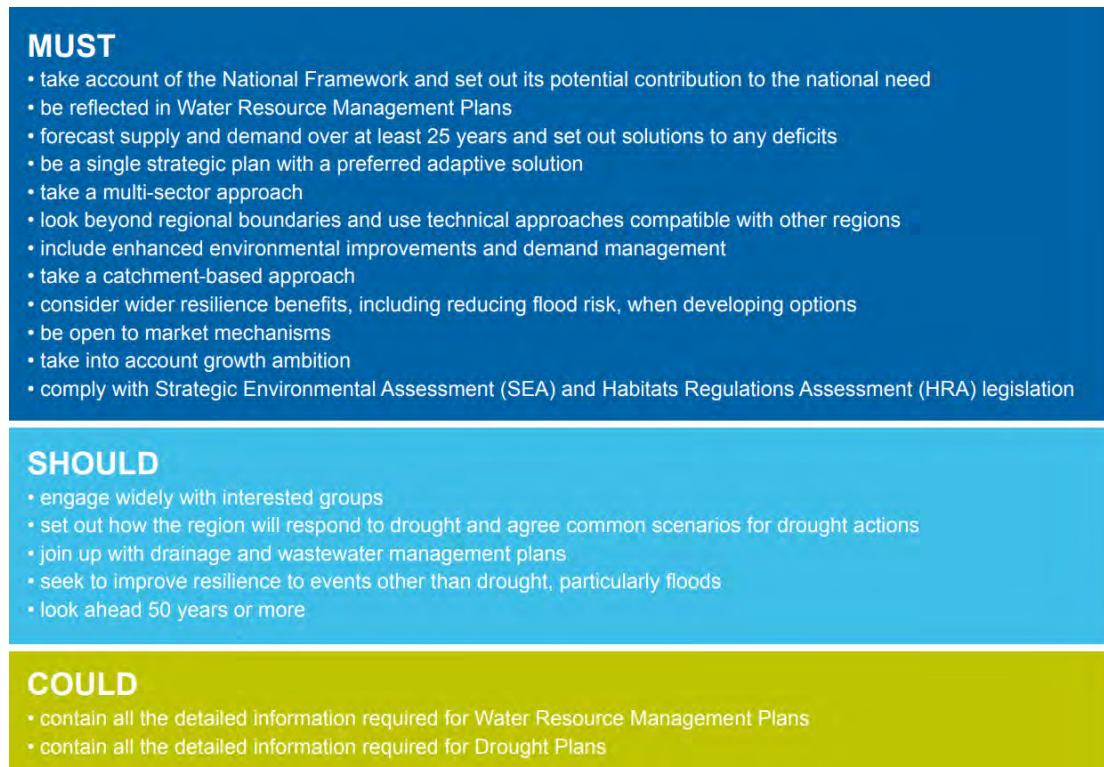 MUST
• take account of the National Framework and set out its potential contribution to the national need
• be reflected in Water Resource Management Plans
• forecast supply and demand over at least 25 years and set out solutions to any deficits
• be a single strategic plan with a preferred adaptive solution
• take a multi-sector approach
• look beyond regional boundaries and use technical approaches compatible with other regions
• include enhanced environmental improvements and demand management
• take a catchment-based approach
• consider wider resilience benefits, including reducing flood risk, when developing options
• be open to market mechanisms
• take into account growth ambition
• comply with Strategic Environmental Assessment (SEA) and Habitats Regulations Assessment (HRA) legislation
SHOULD
• engage widely with interested groups
• set out how the region will respond to drought and agree common scenarios for drought actions
• join up with drainage and wastewater management plans
• seek to improve resilience to events other than drought, particularly floods
• look ahead 50 years or more
COULD
• contain all the detailed information required for Water Resource Management Plans
• contain all the detailed information required for Drought Plans